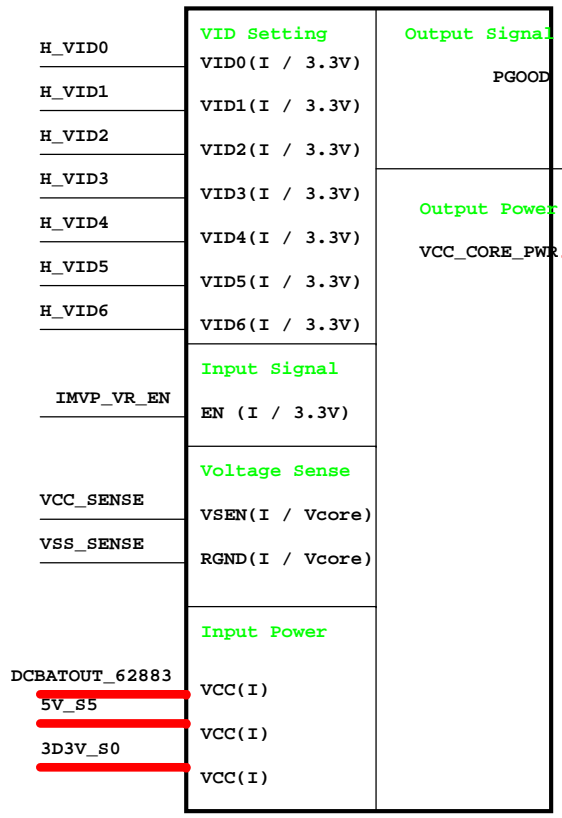 H_VID0
H_VID1
H_VID2
H_VID3
H_VID4
H_VID5
H_VID6
IMVP_VR_EN
VCC_SENSE
VSS_SENSE
DCBATOUT_62883
5V_S5
3D3V_S0
VID Setting
VID0(I / 3.3V)
VID1(I / 3.3V)
VID2(I / 3.3V)
VID3(I / 3.3V)
VID4(I / 3.3V)
VID5(I / 3.3V)
VID6(I / 3.3V)
Input Signal
EN (I / 3.3V)
Voltage Sense
VSEN(I / Vcore)
RGND(I / Vcore)
Input Power
VCC(I)
VCC(I)
VCC(I)
Output Signal
PGOOD
Output Power
VCC_CORE_PWR